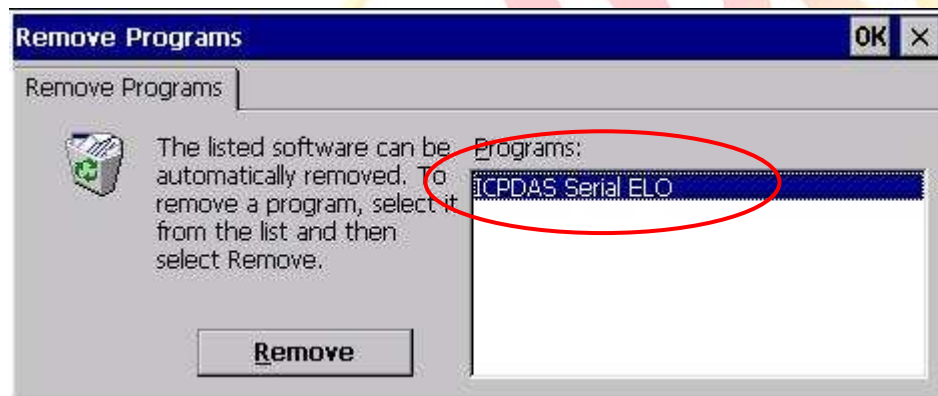 Remove Programs
OK ×
Remove Programs
The listed software can be
automatically removed. To
remove a program, select it
from the list and then
select Remove.
Programs:
ICPDAS Serial ELO
Remove